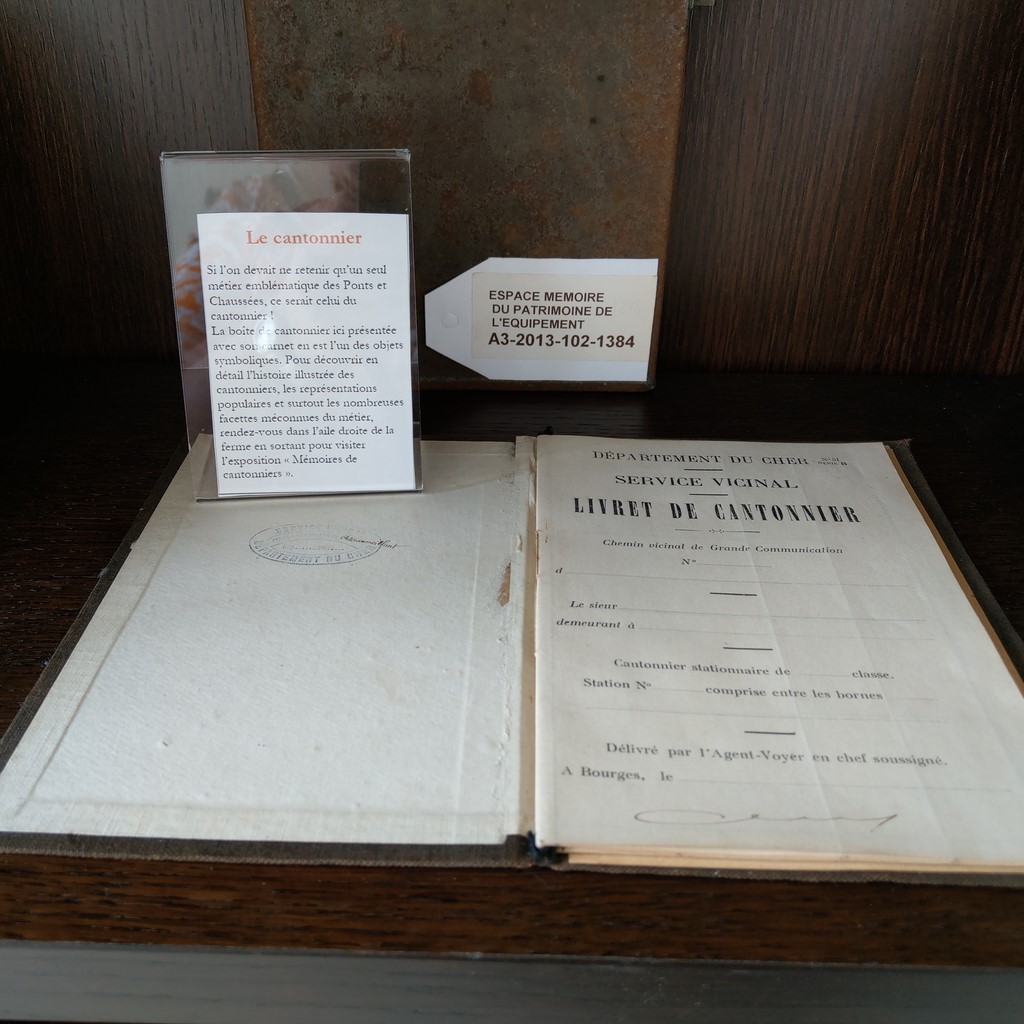 Le cantonnier
Si l'on devait ne retenir qu'un seul
métier emblématique des Ponts et
Chaussées, ce serait celui du
cantonnier !
La boîte de cantonnier ici présentée
avec son carnet en est l'un des objets
symboliques. Pour découvrir en
détail l'histoire illustrée des
cantonniers, les représentations
populaires et surtout les nombreuses
facettes méconnues du métier,
rendez-vous dans l'aile droite de la
ferme en sortant pour visiter
l'exposition « Mémoires de
cantonniers ».
ESPACE MEMOIRE
DU PATRIMOINE DE
L'EQUIPEMENT
A3-2013-102-1384
DÉPARTEMENT DU
DÉPARTEMENT DU CHER
SERVICE VICINAL
LIVRET DE CANTONNIER
Chemin vicinal de Grande Communication
N°
d
Le sieur
demeurant à
Cantonnier stationnaire de classe.
Station N° comprise entre les bornes
Délivré par l'Agent-Voyer en chef soussigné.
A Bourges, le